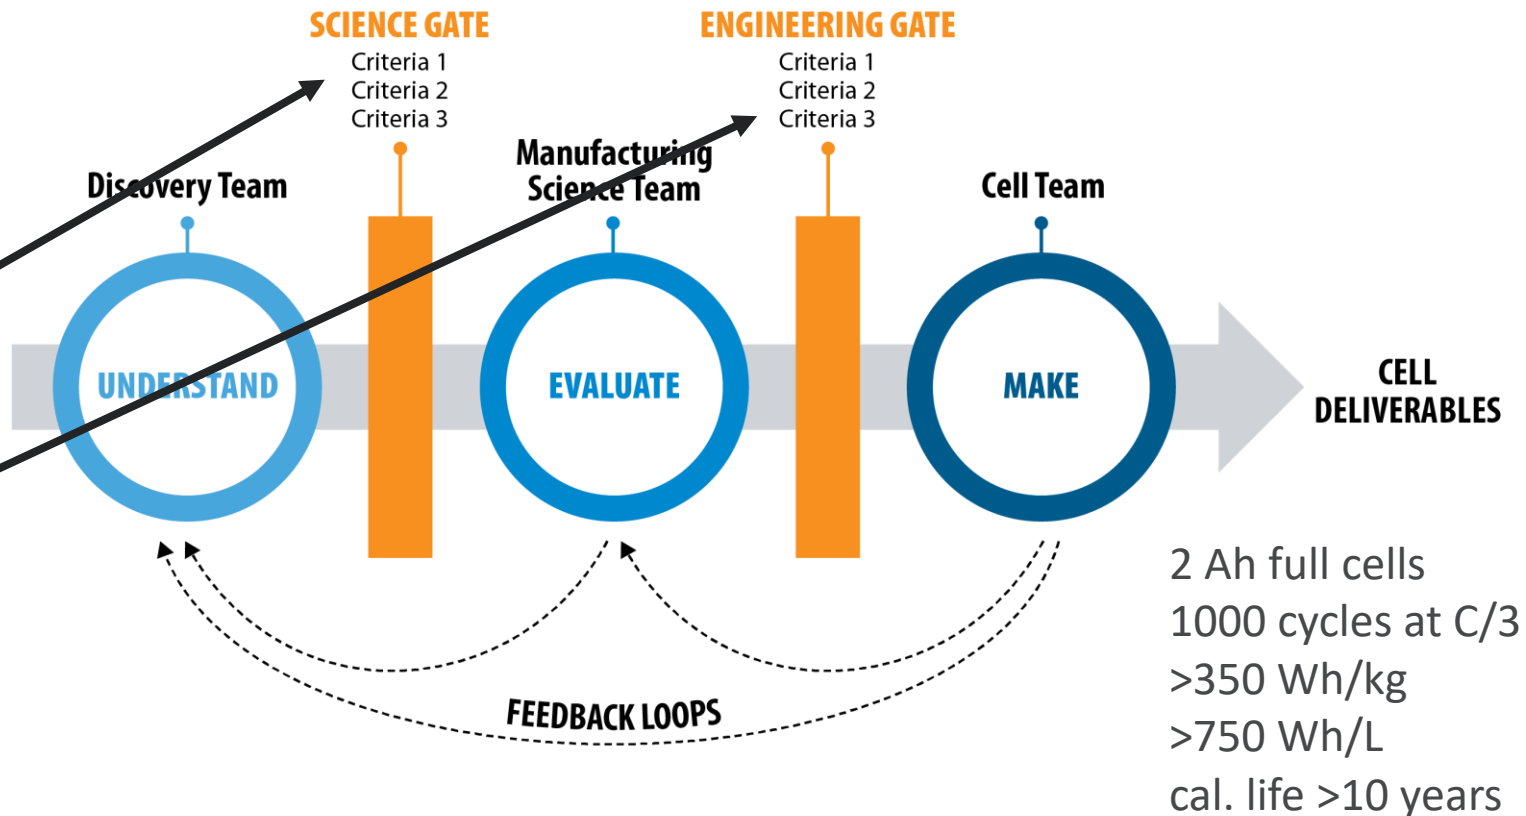 SCIENCE GATE
Criteria 1
Criteria 2
Criteria 3
ENGINEERING GATE
Criteria 1
Criteria 2
Criteria 3
Discovery Team
Manufacturing
Science Team
Cell Team
UNDERSTAND
EVALUATE
MAKE
CELL
DELIVERABLES
FEEDBACK LOOPS
2 Ah full cells
1000 cycles at C/3
>350 Wh/kg
>750 Wh/L
cal. life >10 years